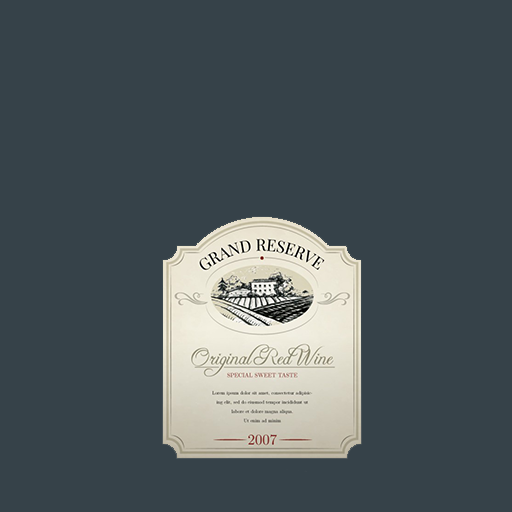 GRAND RESERVE
Original Red Wine
SPECIAL SWEET TASTE
Lorem ipsum dolor sit amet, consectetur adipisic-
ing elit, sed do eiusmod tempor incididunt ut
labore et dolore magna aliqua.
Ut enim ad minim
2007